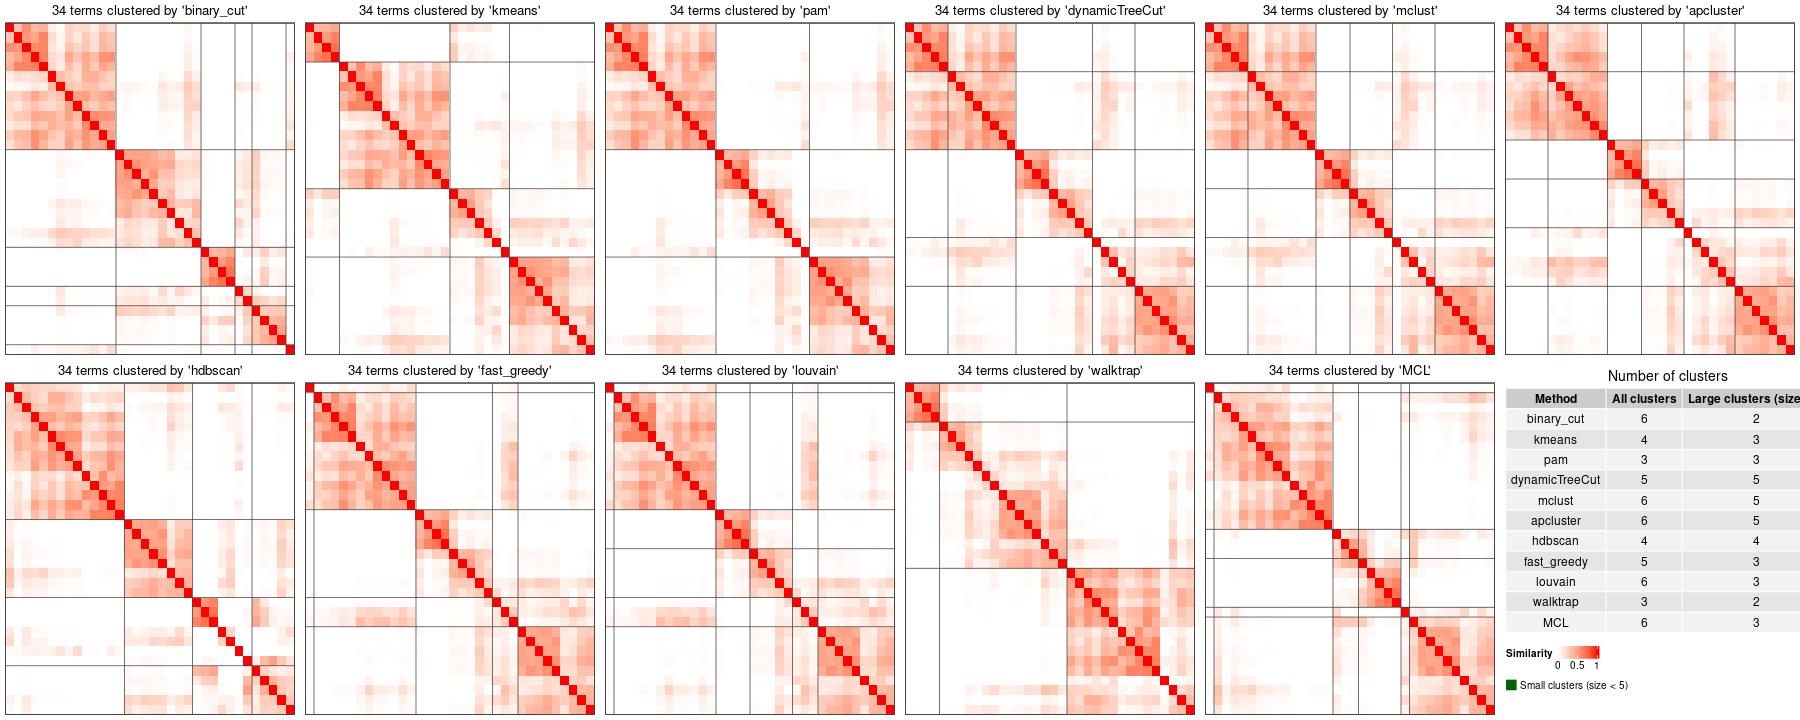 34 terms clustered by 'binary_cut'
34 terms clustered by 'kmeans'
34 terms clustered by 'pam'
34 terms clustered by 'dynamicTreeCut'
34 terms clustered by 'mclust'
34 terms clustered by 'apcluster'
34 terms clustered by 'hdbscan'
34 terms clustered by 'fast_greedy'
34 terms clustered by 'louvain'
34 terms clustered by 'walktrap'
34 terms clustered by 'MCL'
Number of clusters
Method All clusters Large clusters (size
binary_cut 6 2
kmeans 4 3
pam 3 3
dynamicTreeCut 5 5
mclust 6 5
apcluster 6 5
hdbscan 4 4
fast_greedy 5 3
louvain 6 3
walktrap 3 2
MCL 6 3
Similarity
0 0.5 1
Small clusters (size < 5)